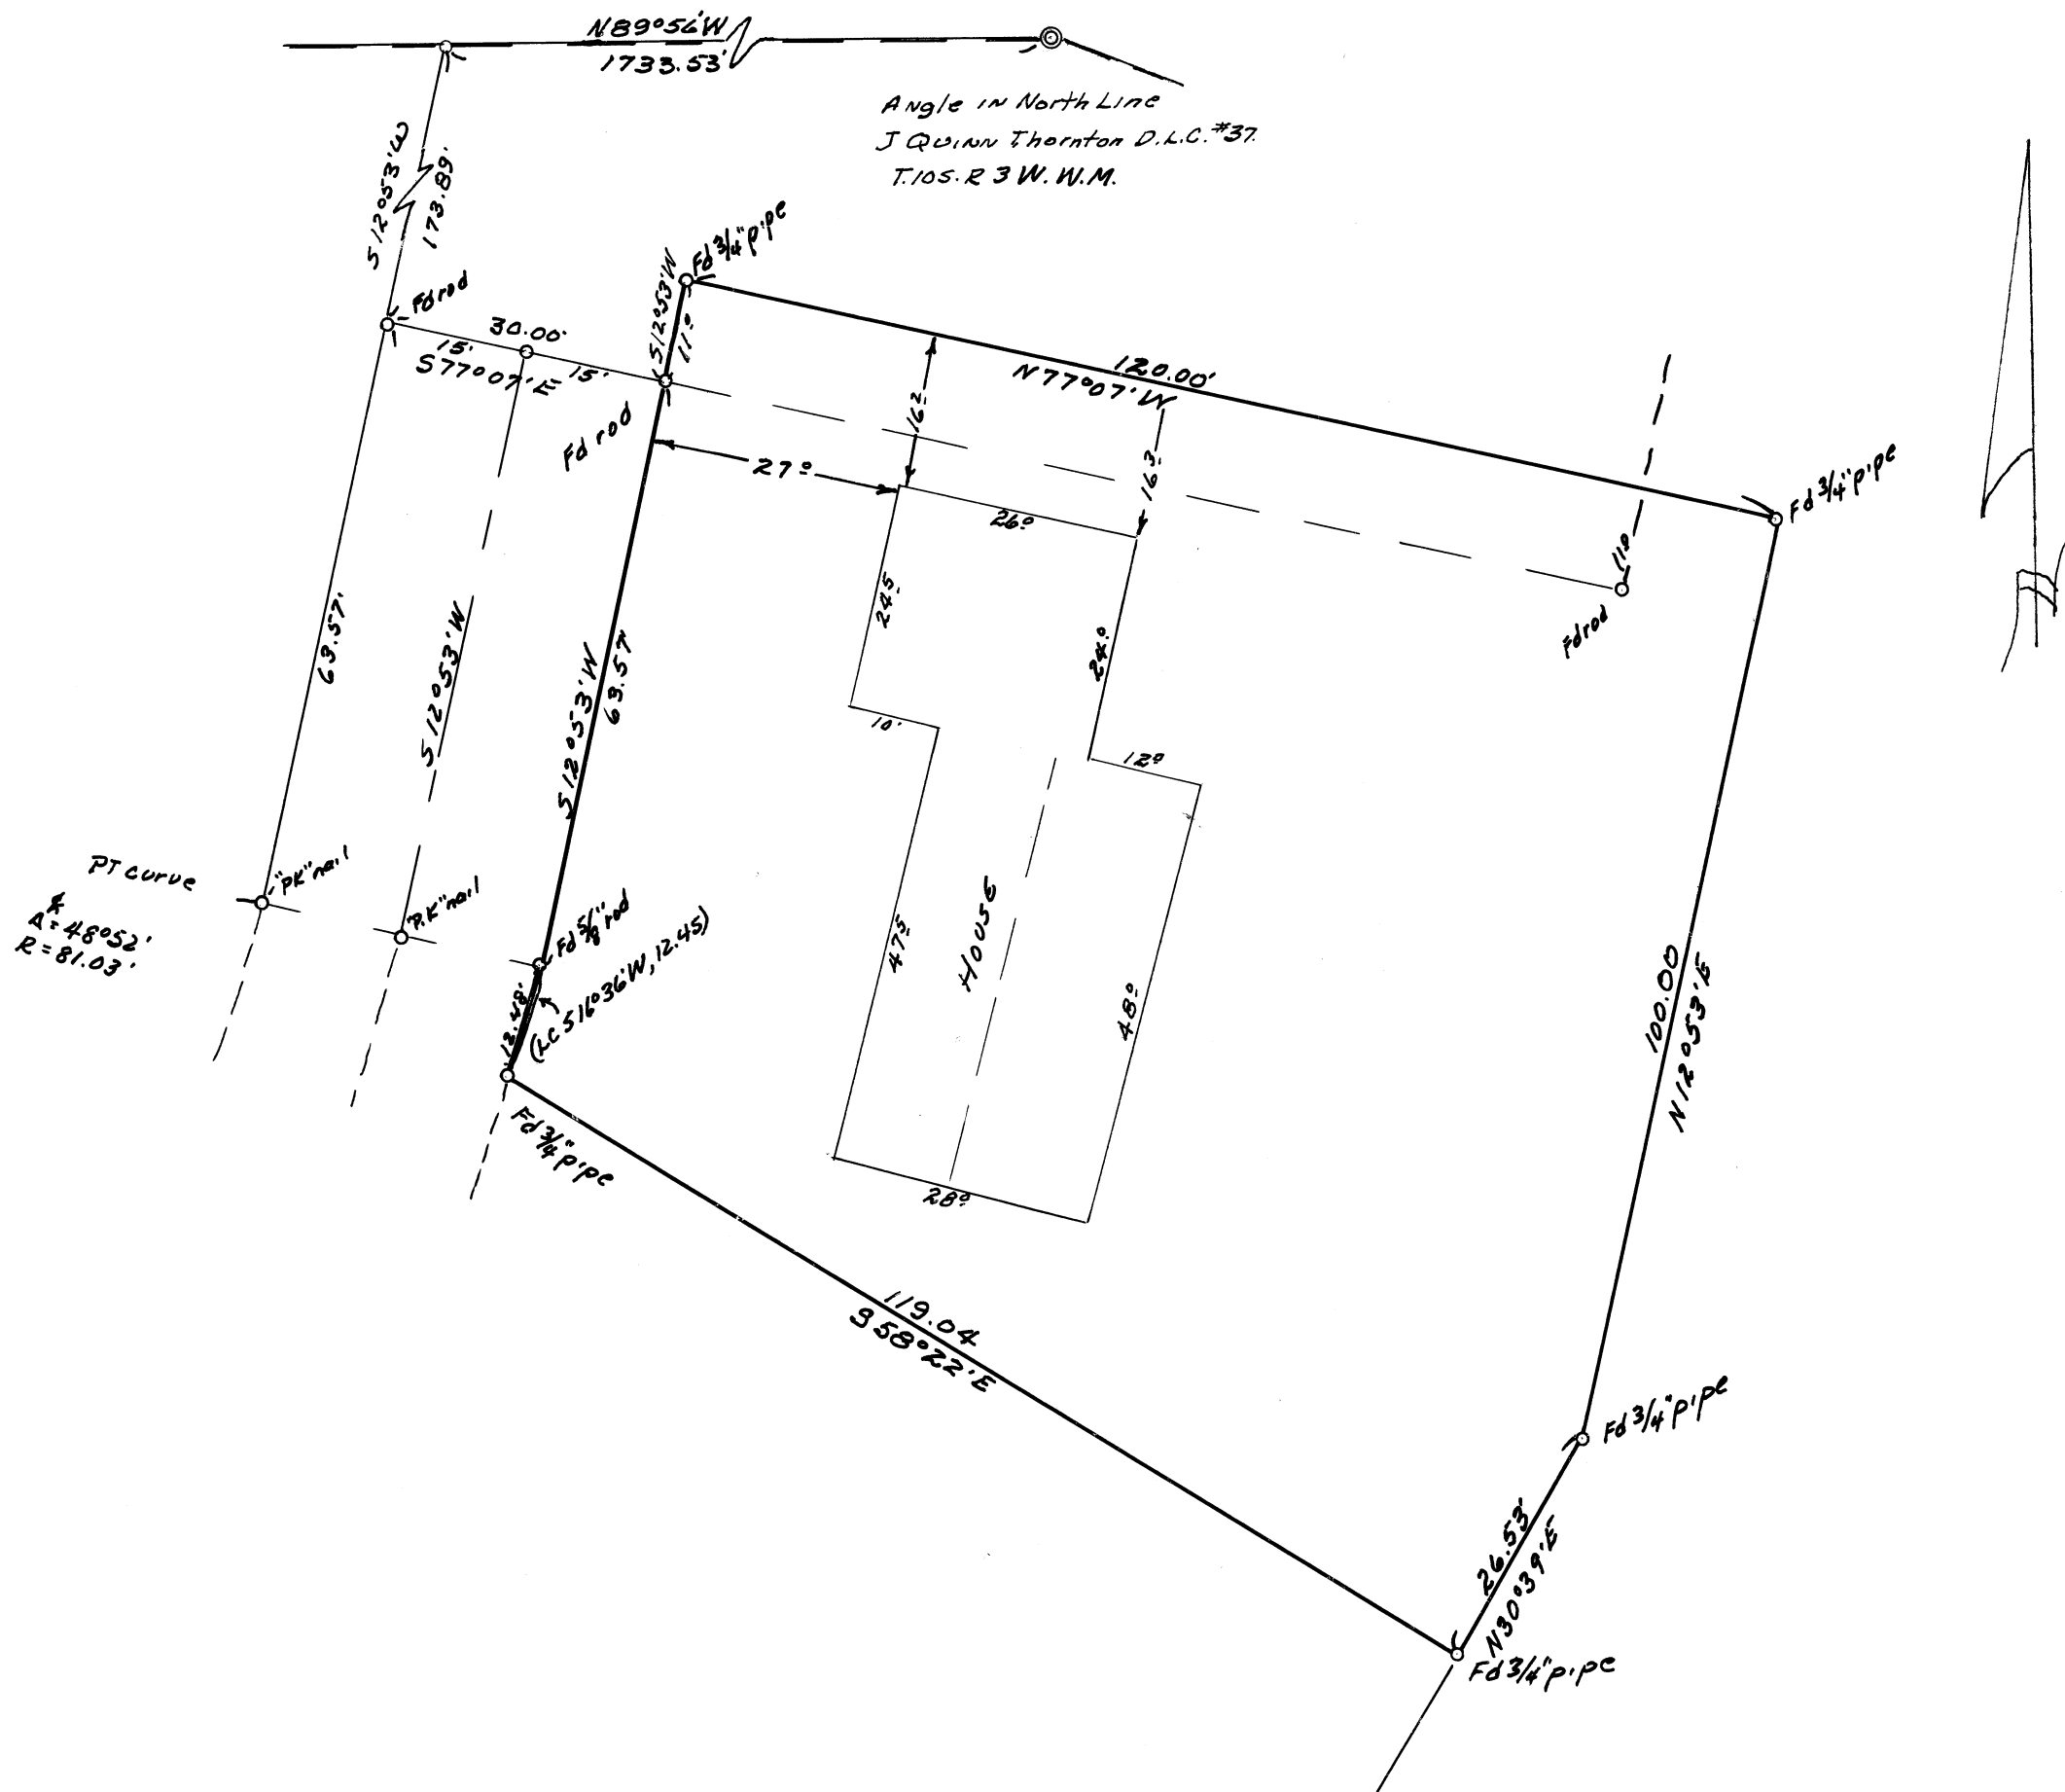 N89°56'W
1733.53'
Angle in North Line
J Quinn Thornton D.L.C. #37.
T.10S. R 3 W. W.M.
S12°53'W
173.89'
Fd rod
30.00'
15' 15'
S77°07'E
S12°53'W
11.0
Fd 3/4" pipe
Fd rod
120.00'
N77°07'W
16.2
16.3
27.0
26.0
24.5
24.0
10'
12.0
HOUSE
47.5
48.0
28.0
11.0
Fd rod
Fd 3/4" pipe
63.57'
S12°53'W
S12°53'W
63.57
PT curve
Δ = 48°52'
R = 81.03'
"PK" nail
"P.K" nail
Fd 5/8" rod
12.48'
(LC S16°36'W, 12.45)
Fd 3/4" pipe
100.00
N12°53'E
119.04
S58°22'E
Fd 3/4" pipe
26.53'
N30°39'E
Fd 3/4" pipe